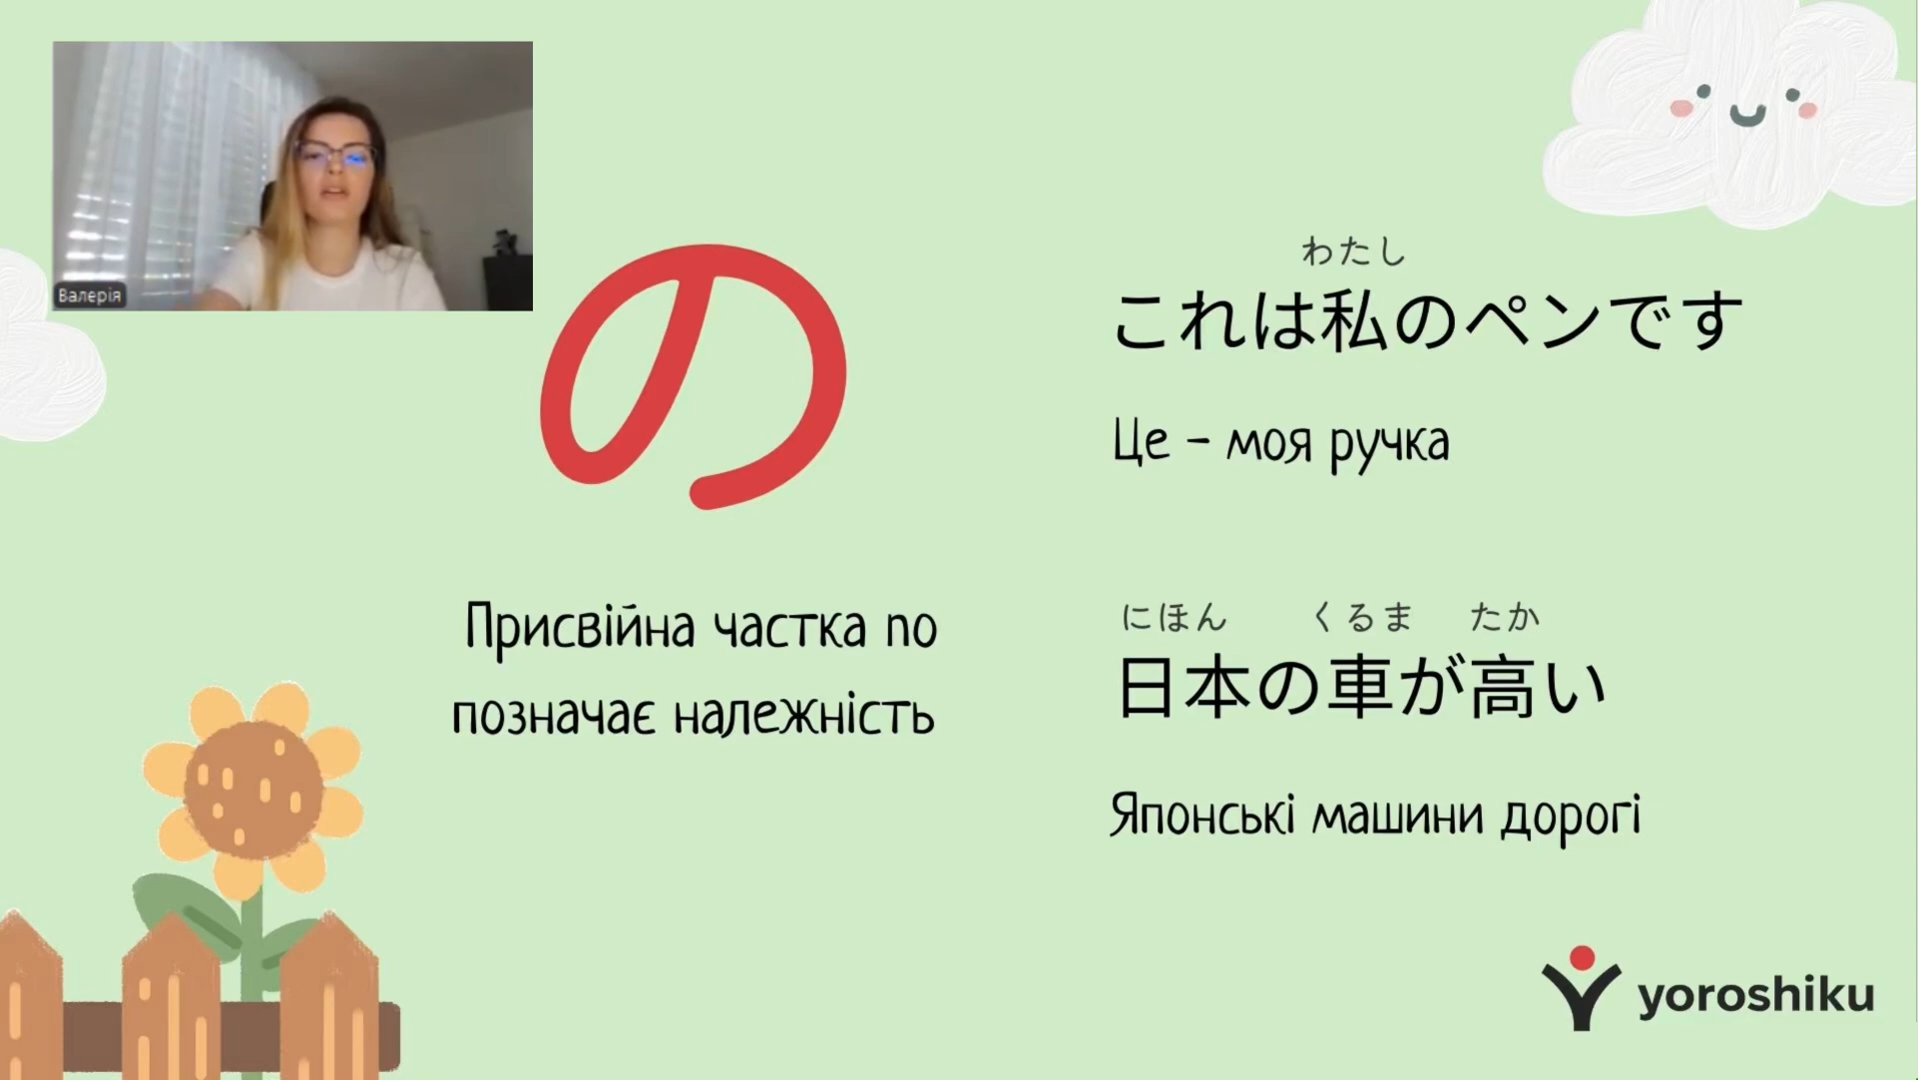 Валерія
の
Присвійна частка no
позначає належність
わたし
これは私のペンです
Це - моя ручка
にほん くるま たか
日本の車が高い
Японські машини дорогі
yoroshiku